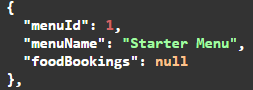 {
"menuId": 1,
"menuName": "Starter Menu",
"foodBookings": null
},